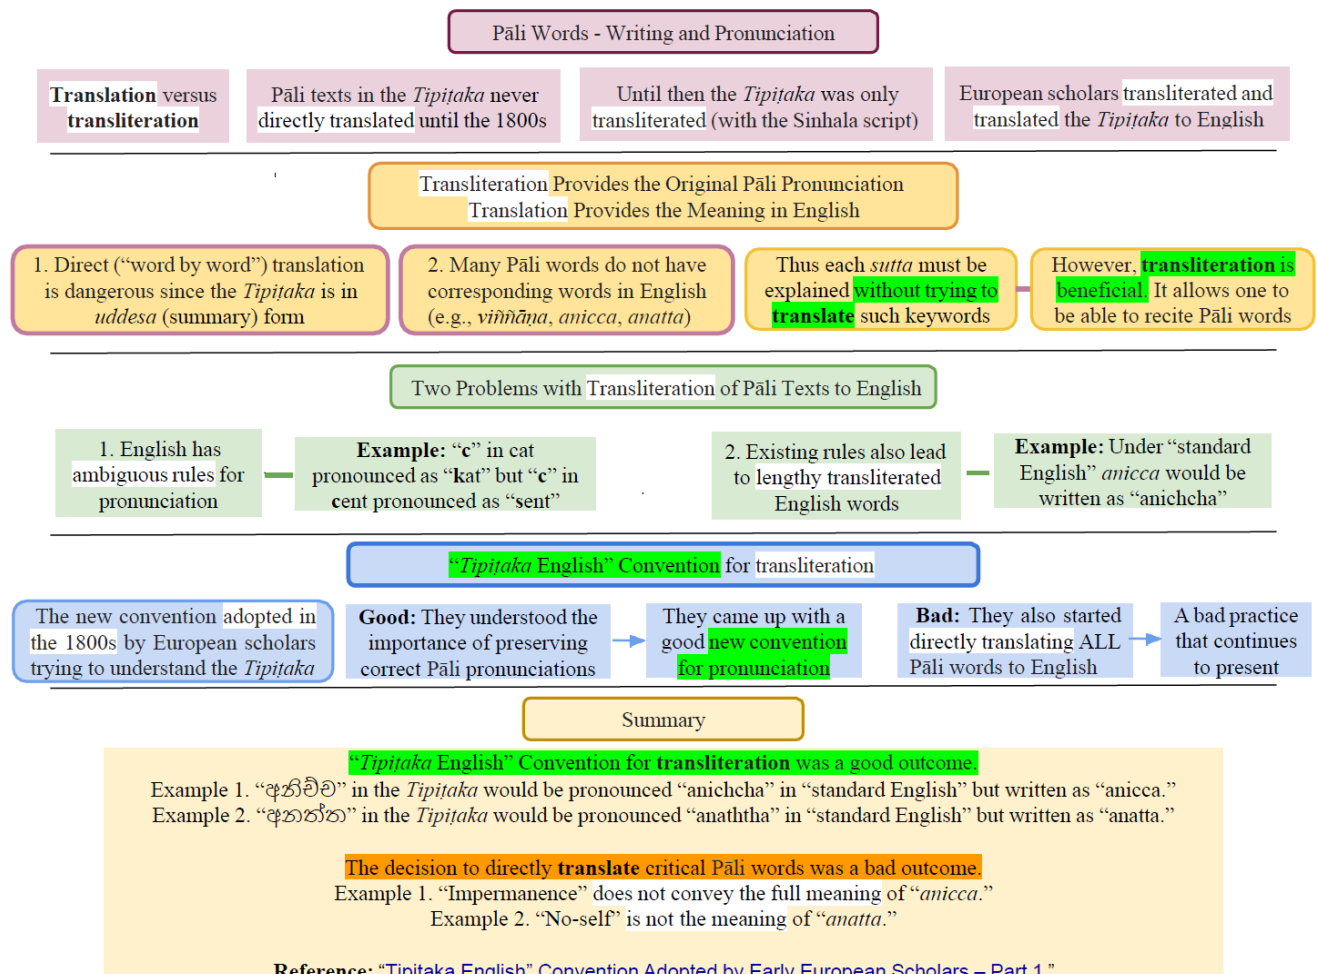 Pāli Words - Writing and Pronunciation
Translation versus
transliteration
Pāli texts in the Tipiṭaka never
directly translated until the 1800s
Until then the Tipiṭaka was only
transliterated (with the Sinhala script)
European scholars transliterated and
translated the Tipiṭaka to English
Transliteration Provides the Original Pāli Pronunciation
Translation Provides the Meaning in English
1. Direct (“word by word”) translation
is dangerous since the Tipiṭaka is in
uddesa (summary) form
2. Many Pāli words do not have
corresponding words in English
(e.g., viññāṇa, anicca, anatta)
Thus each sutta must be
explained without trying to
translate such keywords
However, transliteration is
beneficial. It allows one to
be able to recite Pāli words
Two Problems with Transliteration of Pāli Texts to English
1. English has
ambiguous rules for
pronunciation
Example: “c” in cat
pronounced as “kat” but “c” in
cent pronounced as “sent”
2. Existing rules also lead
to lengthy transliterated
English words
Example: Under “standard
English” anicca would be
written as “anichcha”
“Tipiṭaka English” Convention for transliteration
The new convention adopted in
the 1800s by European scholars
trying to understand the Tipiṭaka
Good: They understood the
importance of preserving
correct Pāli pronunciations
They came up with a
good new convention
for pronunciation
Bad: They also started
directly translating ALL
Pāli words to English
A bad practice
that continues
to present
Summary
“Tipiṭaka English” Convention for transliteration was a good outcome.
Example 1. “අනිච්ච” in the Tipiṭaka would be pronounced “anichcha” in “standard English” but written as “anicca.”
Example 2. “අනත්ත” in the Tipiṭaka would be pronounced “anaththa” in “standard English” but written as “anatta.”
The decision to directly translate critical Pāli words was a bad outcome.
Example 1. “Impermanence” does not convey the full meaning of “anicca.”
Example 2. “No-self” is not the meaning of “anatta.”
Reference: “Tipiṭaka English” Convention Adopted by Early European Scholars – Part 1.”